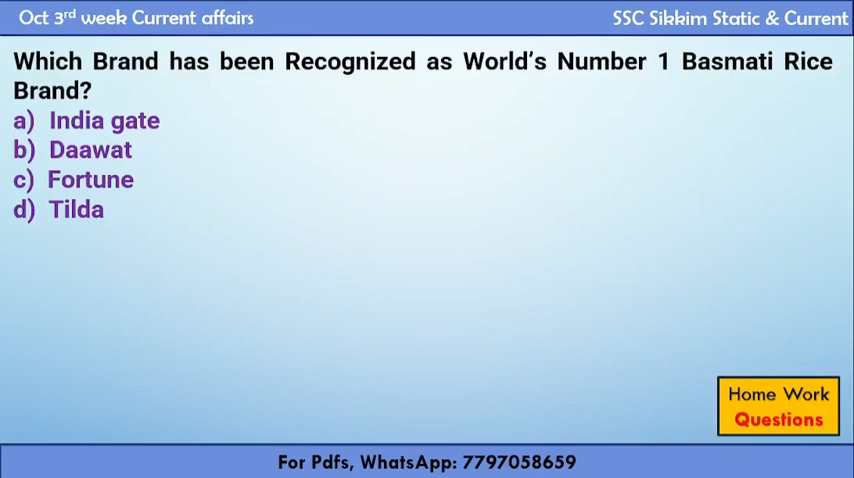 Oct 3rd week Current affairs
SSC Sikkim Static & Current
Which Brand has been Recognized as World's Number 1 Basmati Rice
Brand?
a) India gate
b) Daawat
c) Fortune
d) Tilda
Home Work
Questions
For Pdfs, WhatsApp: 7797058659